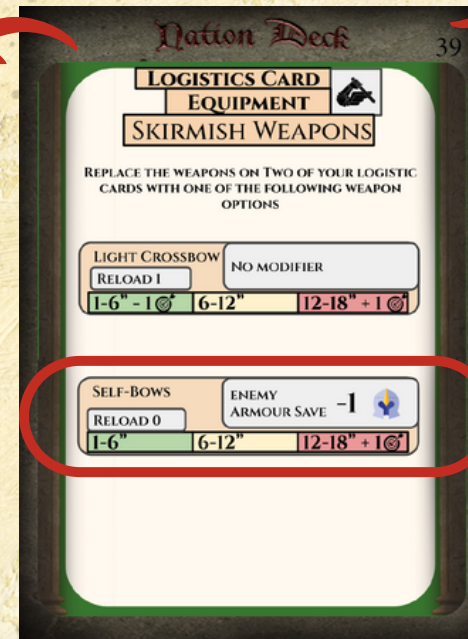 Nation Deck
39
Logistics Card
Equipment
Skirmish Weapons
Replace the weapons on Two of your logistic
cards with one of the following weapon
options
Light Crossbow
Reload 1
No modifier
1-6" - 1
6-12"
12-18" + 1
Self-Bows
Reload 0
Enemy
Armour Save -1
1-6"
6-12"
12-18" + 1